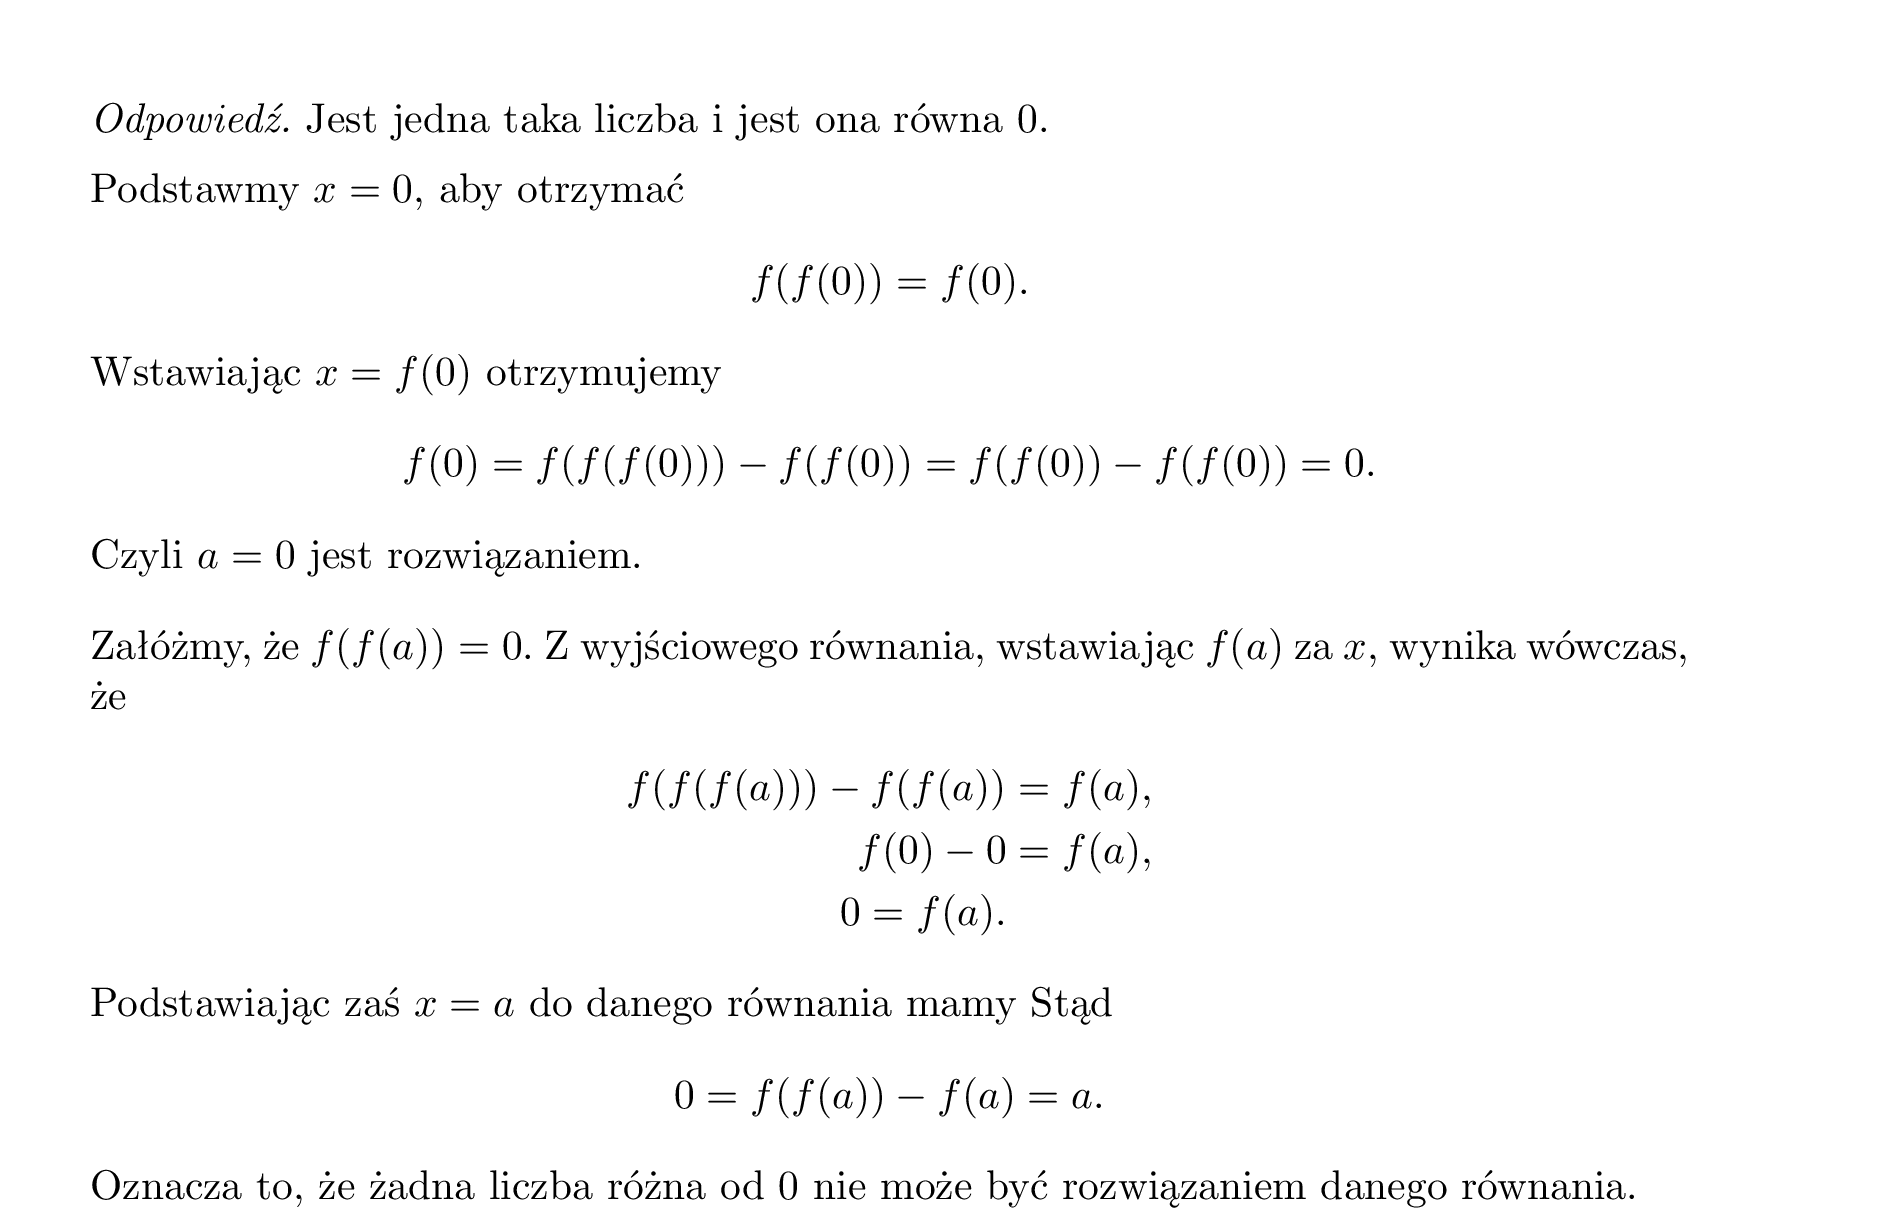 Odpowiedź. Jest jedna taka liczba i jest ona równa 0.
Podstawmy x = 0, aby otrzymać
f(f(0)) = f(0).
Wstawiając x = f(0) otrzymujemy
f(0) = f(f(f(0))) − f(f(0)) = f(f(0)) − f(f(0)) = 0.
Czyli a = 0 jest rozwiązaniem.
Załóżmy, że f(f(a)) = 0. Z wyjściowego równania, wstawiając f(a) za x, wynika wówczas,
że
f(f(f(a))) − f(f(a)) = f(a),
f(0) − 0 = f(a),
0 = f(a).
Podstawiając zaś x = a do danego równania mamy Stąd
0 = f(f(a)) − f(a) = a.
Oznacza to, że żadna liczba różna od 0 nie może być rozwiązaniem danego równania.